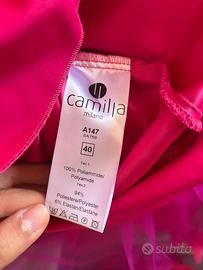 camilla
milano
A147
40
100% Poliammide/
Polyamide
94%
Poliestere/Polyester
6% Elastan/Elastane
subito